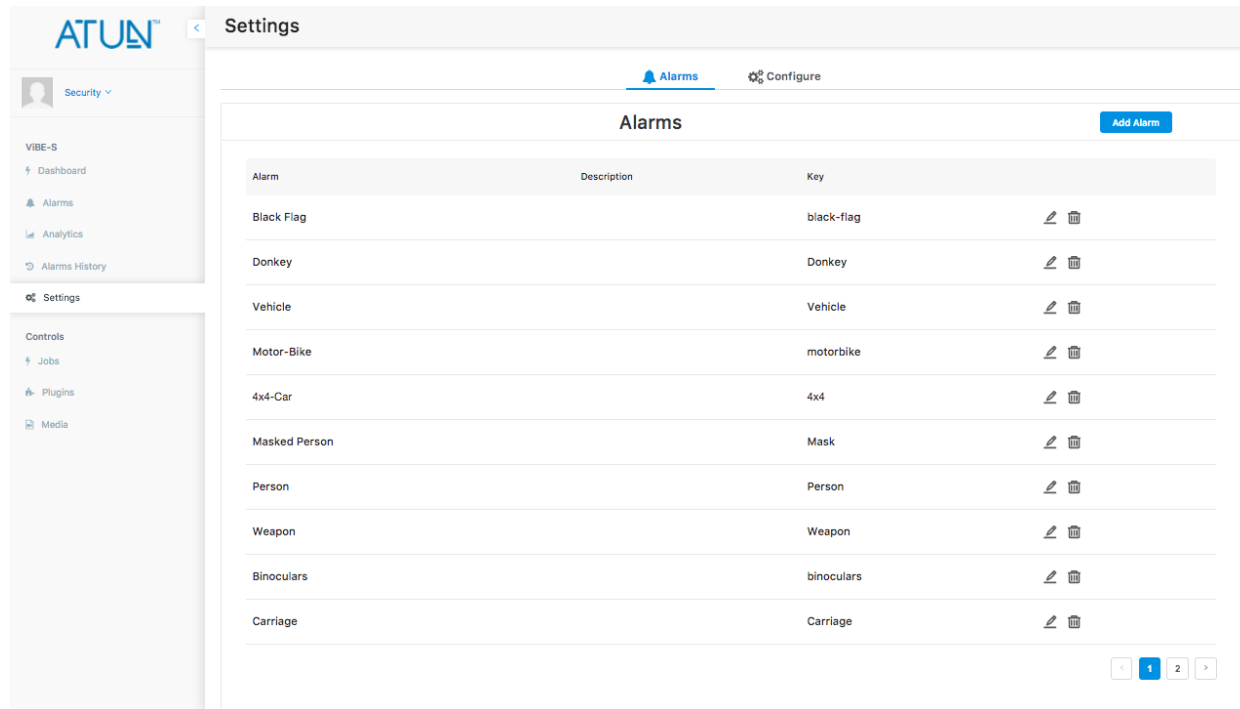 ATUN™
Settings
Security
Alarms
Configure
Alarms
Add Alarm
ViBE-S
Dashboard
Alarms
Analytics
Alarms History
Settings
Controls
Jobs
Plugins
Media
Alarm Description Key
Black Flag black-flag
Donkey Donkey
Vehicle Vehicle
Motor-Bike motorbike
4x4-Car 4x4
Masked Person Mask
Person Person
Weapon Weapon
Binoculars binoculars
Carriage Carriage
1 2